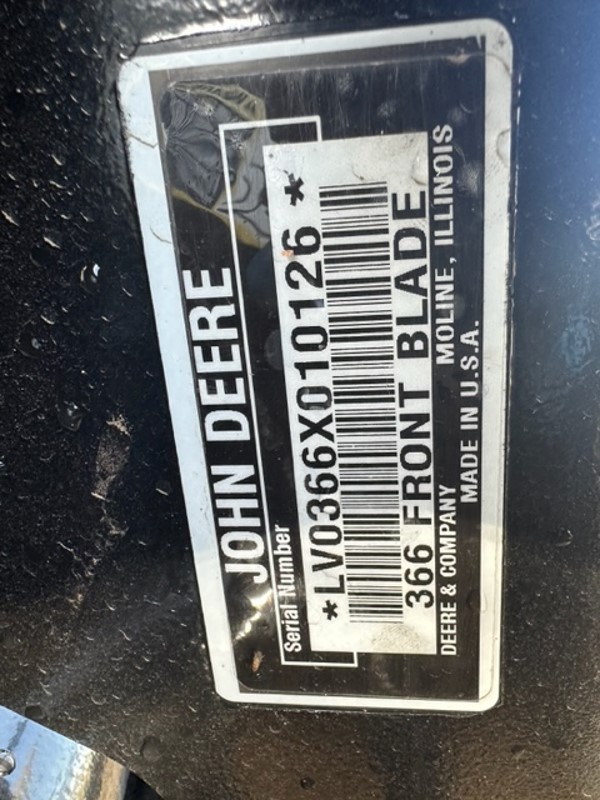 JOHN DEERE
Serial Number
*LV0366X010126*
366 FRONT BLADE
DEERE & COMPANY MOLINE, ILLINOIS
MADE IN U.S.A.